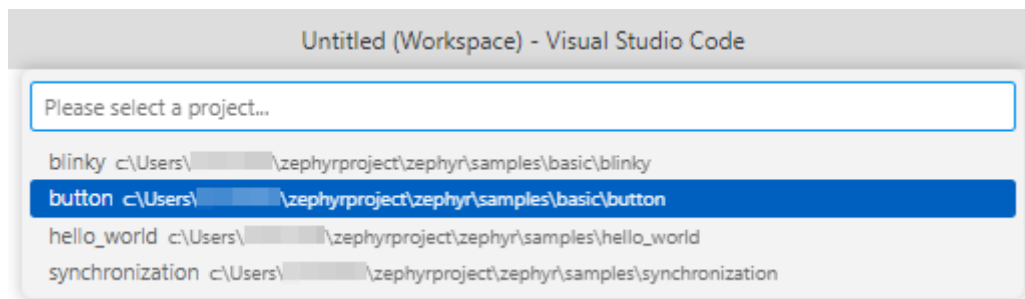 Untitled (Workspace) - Visual Studio Code
Please select a project...
blinky c:\Users\ \zephyrproject\zephyr\samples\basic\blinky
button c:\Users\ \zephyrproject\zephyr\samples\basic\button
hello_world c:\Users\ \zephyrproject\zephyr\samples\hello_world
synchronization c:\Users\ \zephyrproject\zephyr\samples\synchronization